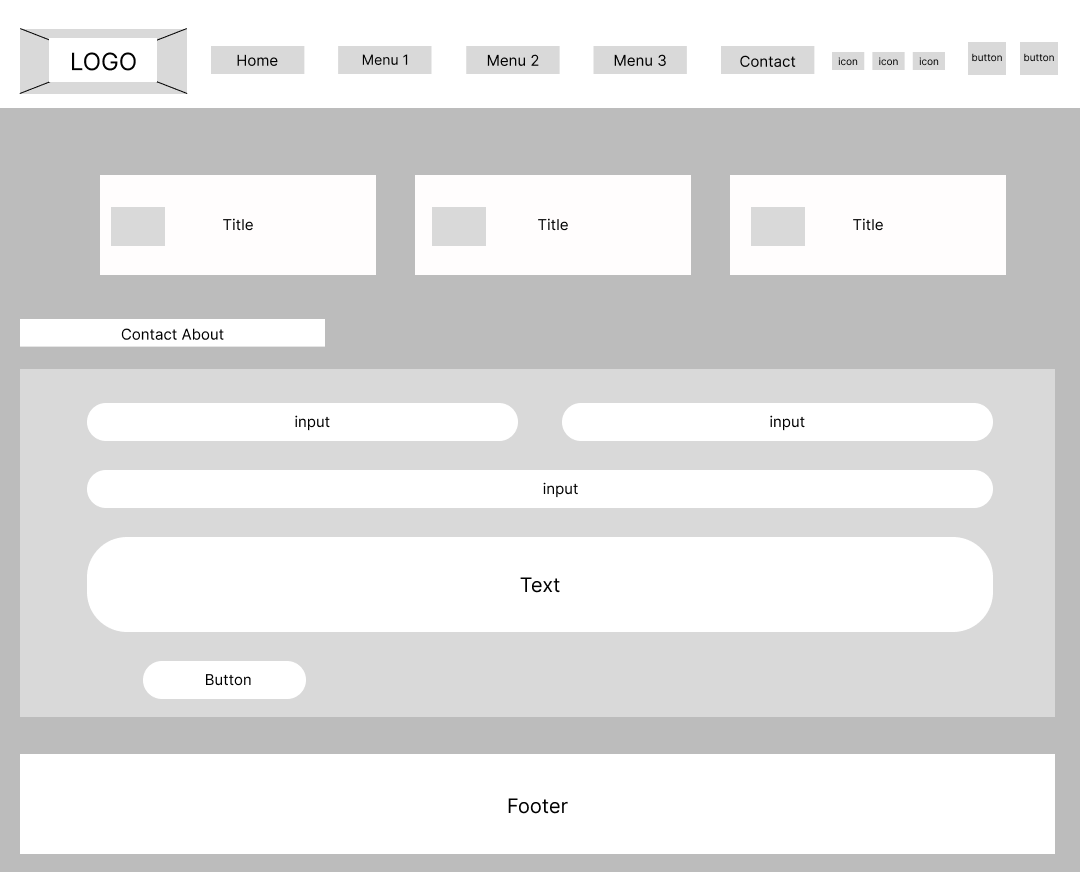 LOGO
Home
Menu 1
Menu 2
Menu 3
Contact
icon
icon
icon
button
button
Title
Title
Title
Contact About
input
input
input
Text
Button
Footer